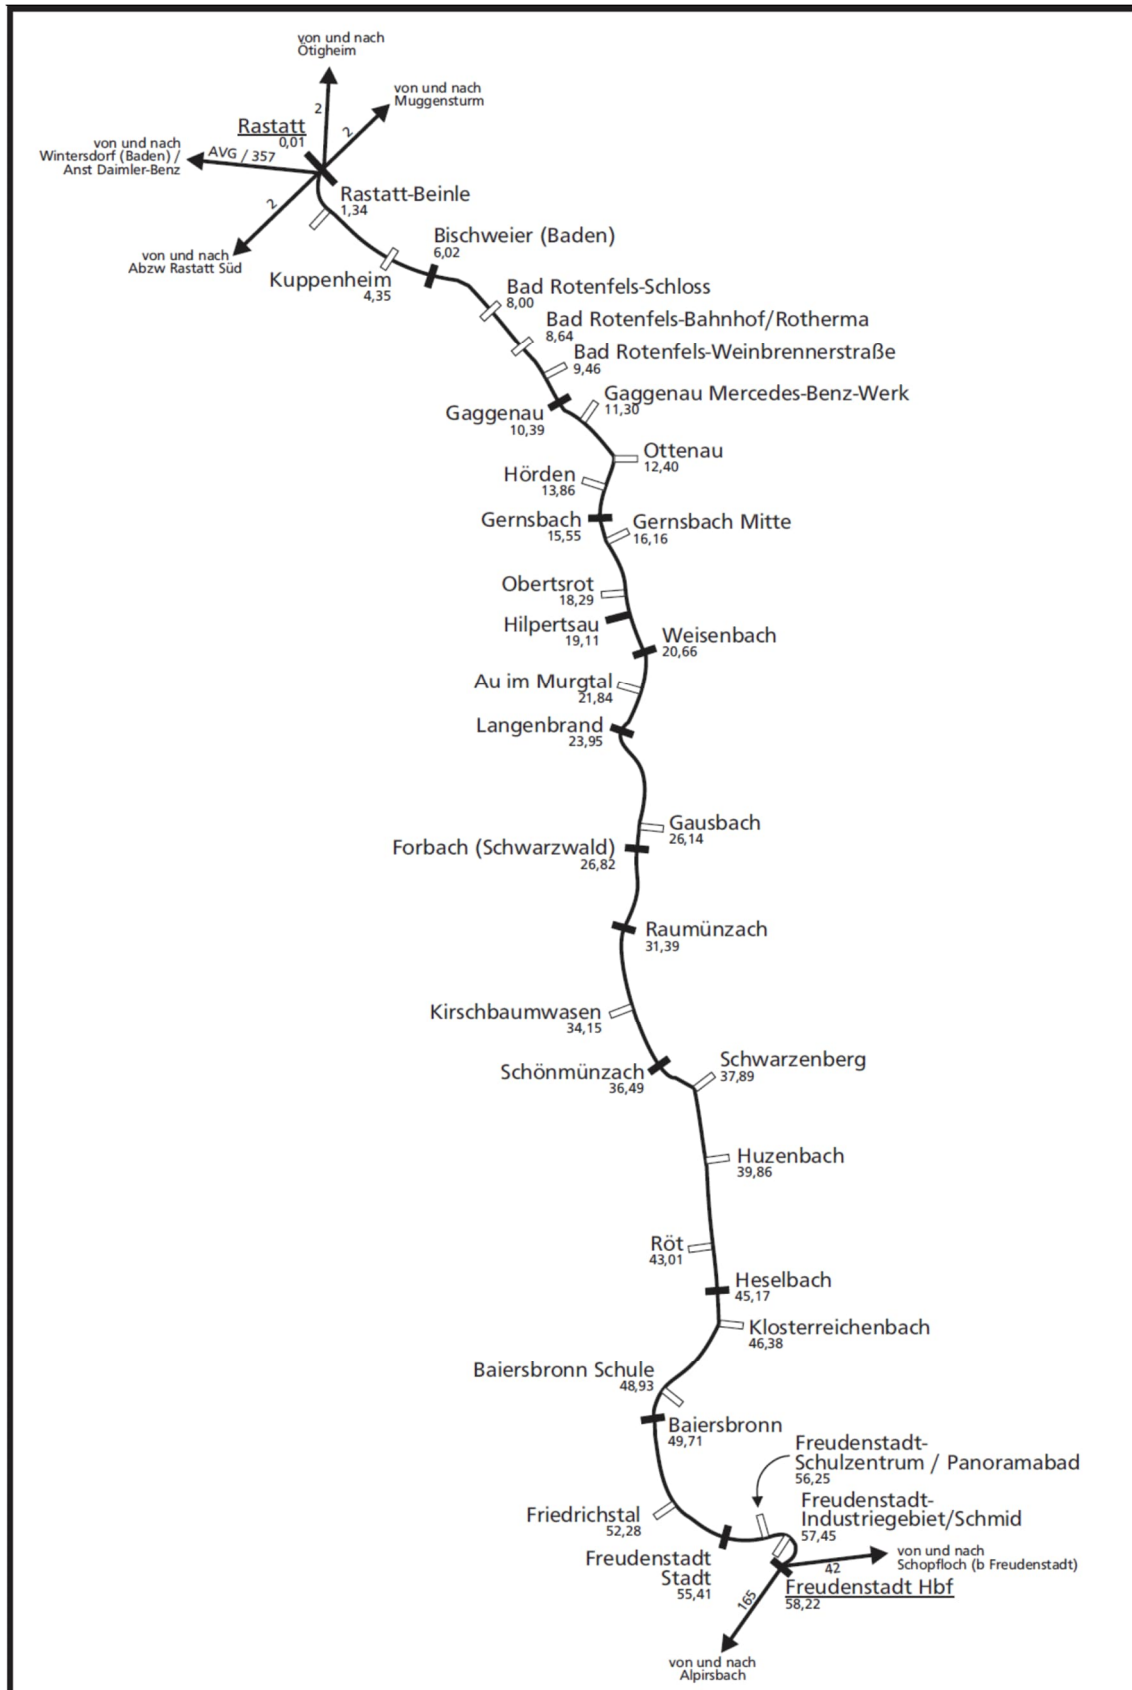 von und nach
Ötigheim
von und nach
Muggensturm
2
2
Rastatt
0,01
von und nach
Wintersdorf (Baden) /
Anst Daimler-Benz
AVG / 357
2
von und nach
Abzw Rastatt Süd
Rastatt-Beinle
1,34
Bischweier (Baden)
6,02
Kuppenheim
4,35
Bad Rotenfels-Schloss
8,00
Bad Rotenfels-Bahnhof/Rotherma
8,64
Bad Rotenfels-Weinbrennerstraße
9,46
Gaggenau
10,39
Gaggenau Mercedes-Benz-Werk
11,30
Ottenau
12,40
Hörden
13,86
Gernsbach
15,55
Gernsbach Mitte
16,16
Obertsrot
18,29
Hilpertsau
19,11
Weisenbach
20,66
Au im Murgtal
21,84
Langenbrand
23,95
Gausbach
26,14
Forbach (Schwarzwald)
26,82
Raumünzach
31,39
Kirschbaumwasen
34,15
Schönmünzach
36,49
Schwarzenberg
37,89
Huzenbach
39,86
Röt
43,01
Heselbach
45,17
Klosterreichenbach
46,38
Baiersbronn Schule
48,93
Baiersbronn
49,71
Friedrichstal
52,28
Freudenstadt
Stadt
55,41
Freudenstadt-
Schulzentrum / Panoramabad
56,25
Freudenstadt-
Industriegebiet/Schmid
57,45
von und nach
Schopfloch (b Freudenstadt)
42
Freudenstadt Hbf
58,22
165
von und nach
Alpirsbach